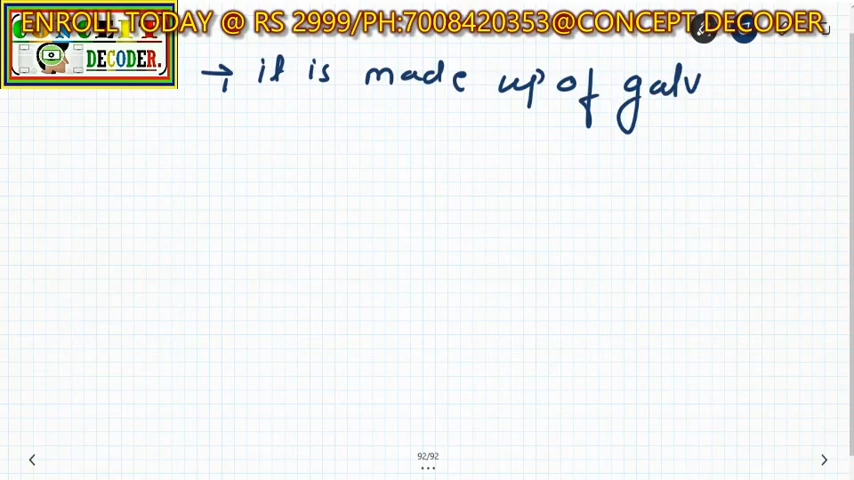 ENROLL TODAY @ RS 2999/PH:7008420353@CONCEPT DECODER
DECODER.
→ it is made up of galv
92/92